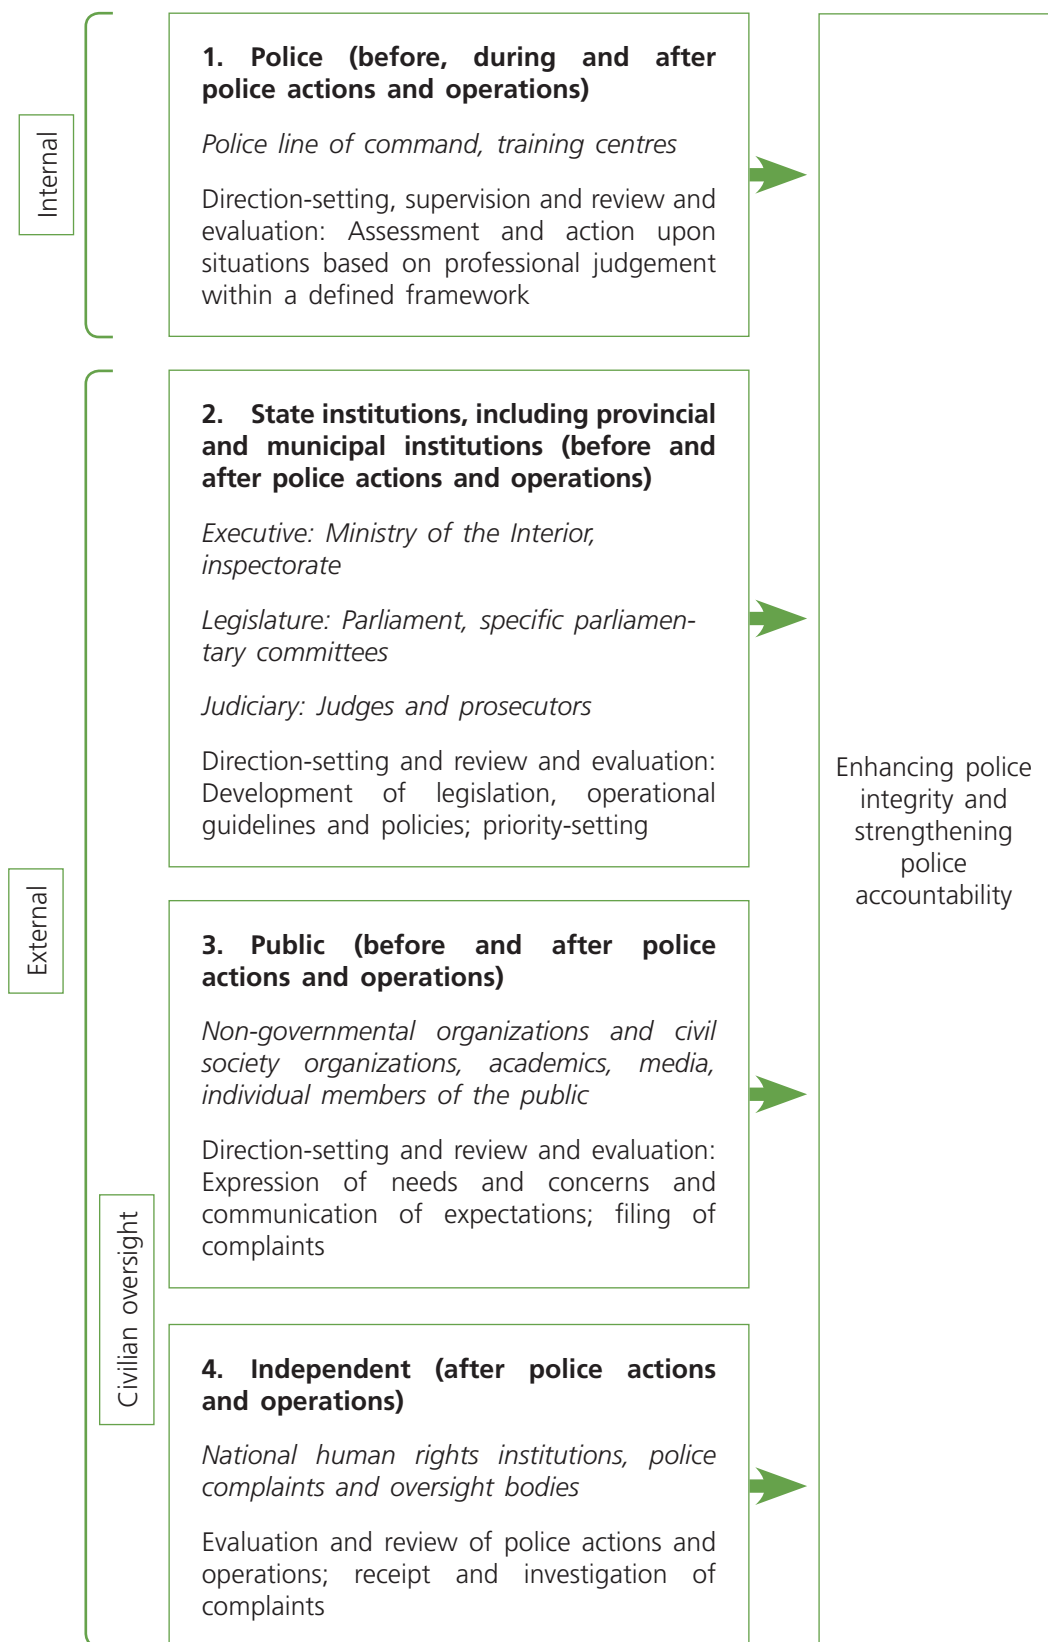 Internal
1. Police (before, during and after
police actions and operations)
Police line of command, training centres
Direction-setting, supervision and review and
evaluation: Assessment and action upon
situations based on professional judgement
within a defined framework
External
2. State institutions, including provincial
and municipal institutions (before and
after police actions and operations)
Executive: Ministry of the Interior,
inspectorate
Legislature: Parliament, specific parliamen-
tary committees
Judiciary: Judges and prosecutors
Direction-setting and review and evaluation:
Development of legislation, operational
guidelines and policies; priority-setting
Civilian oversight
3. Public (before and after police
actions and operations)
Non-governmental organizations and civil
society organizations, academics, media,
individual members of the public
Direction-setting and review and evaluation:
Expression of needs and concerns and
communication of expectations; filing of
complaints
4. Independent (after police actions
and operations)
National human rights institutions, police
complaints and oversight bodies
Evaluation and review of police actions and
operations; receipt and investigation of
complaints
Enhancing police
integrity and
strengthening
police
accountability